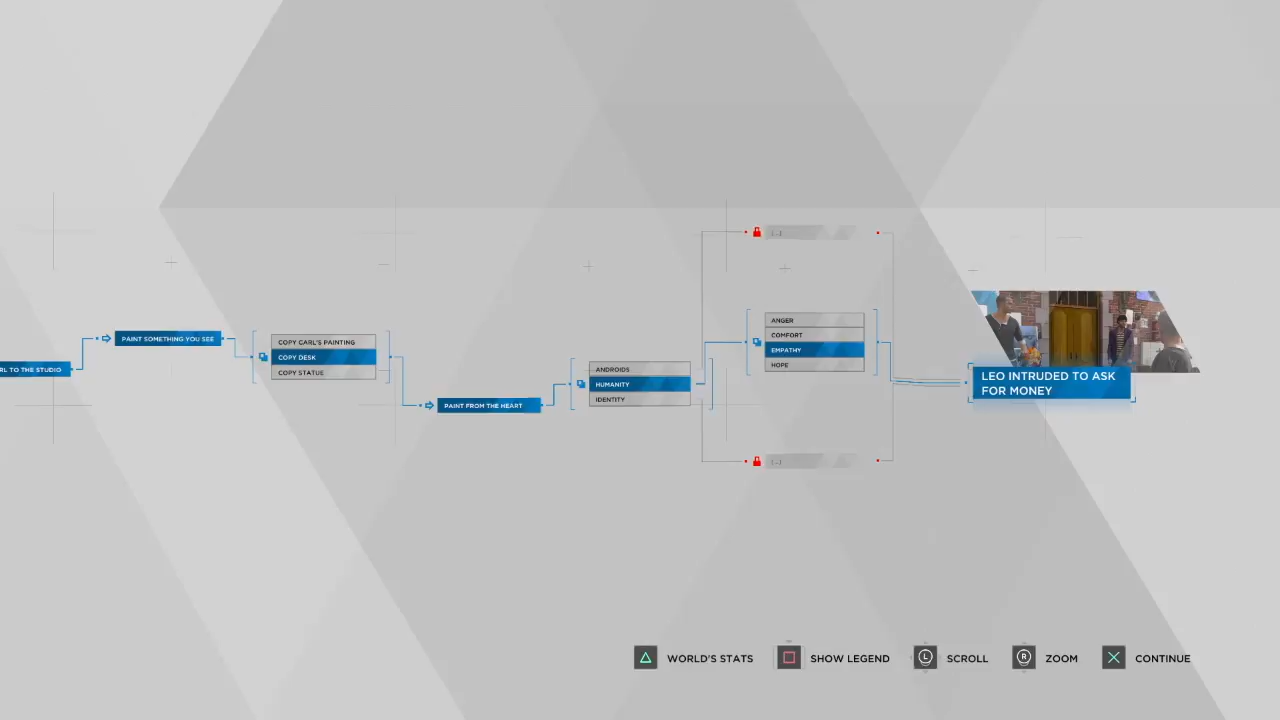 RL TO THE STUDIO
PAINT SOMETHING YOU SEE
COPY CARL'S PAINTING
COPY DESK
COPY STATUE
PAINT FROM THE HEART
ANDROIDS
HUMANITY
IDENTITY
[...]
ANGER
COMFORT
EMPATHY
HOPE
[...]
LEO INTRUDED TO ASK
FOR MONEY
WORLD'S STATS
SHOW LEGEND
L
SCROLL
R
ZOOM
CONTINUE